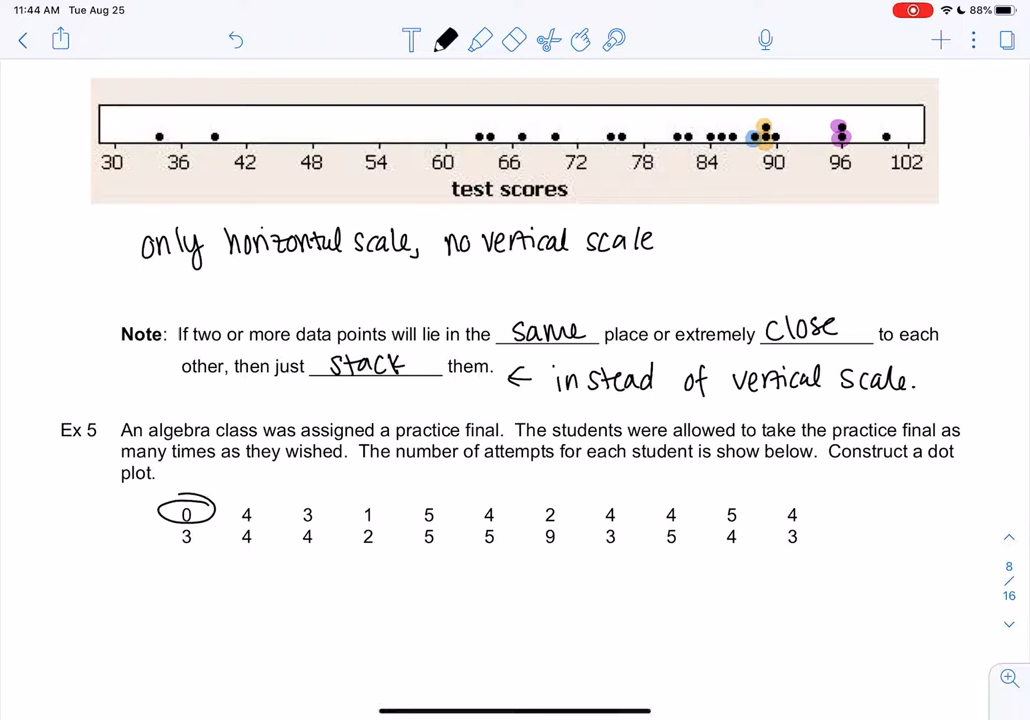 11:44 AM Tue Aug 25
88%
T
30 36 42 48 54 60 66 72 78 84 90 96 102
test scores
only horizontal scale, no vertical scale
Note: If two or more data points will lie in the same place or extremely close to each
other, then just stack them. ← instead of vertical scale.
Ex 5 An algebra class was assigned a practice final. The students were allowed to take the practice final as
many times as they wished. The number of attempts for each student is show below. Construct a dot
plot.
0 4 3 1 5 4 2 4 4 5 4
3 4 4 2 5 5 9 3 5 4 3
8
/
16